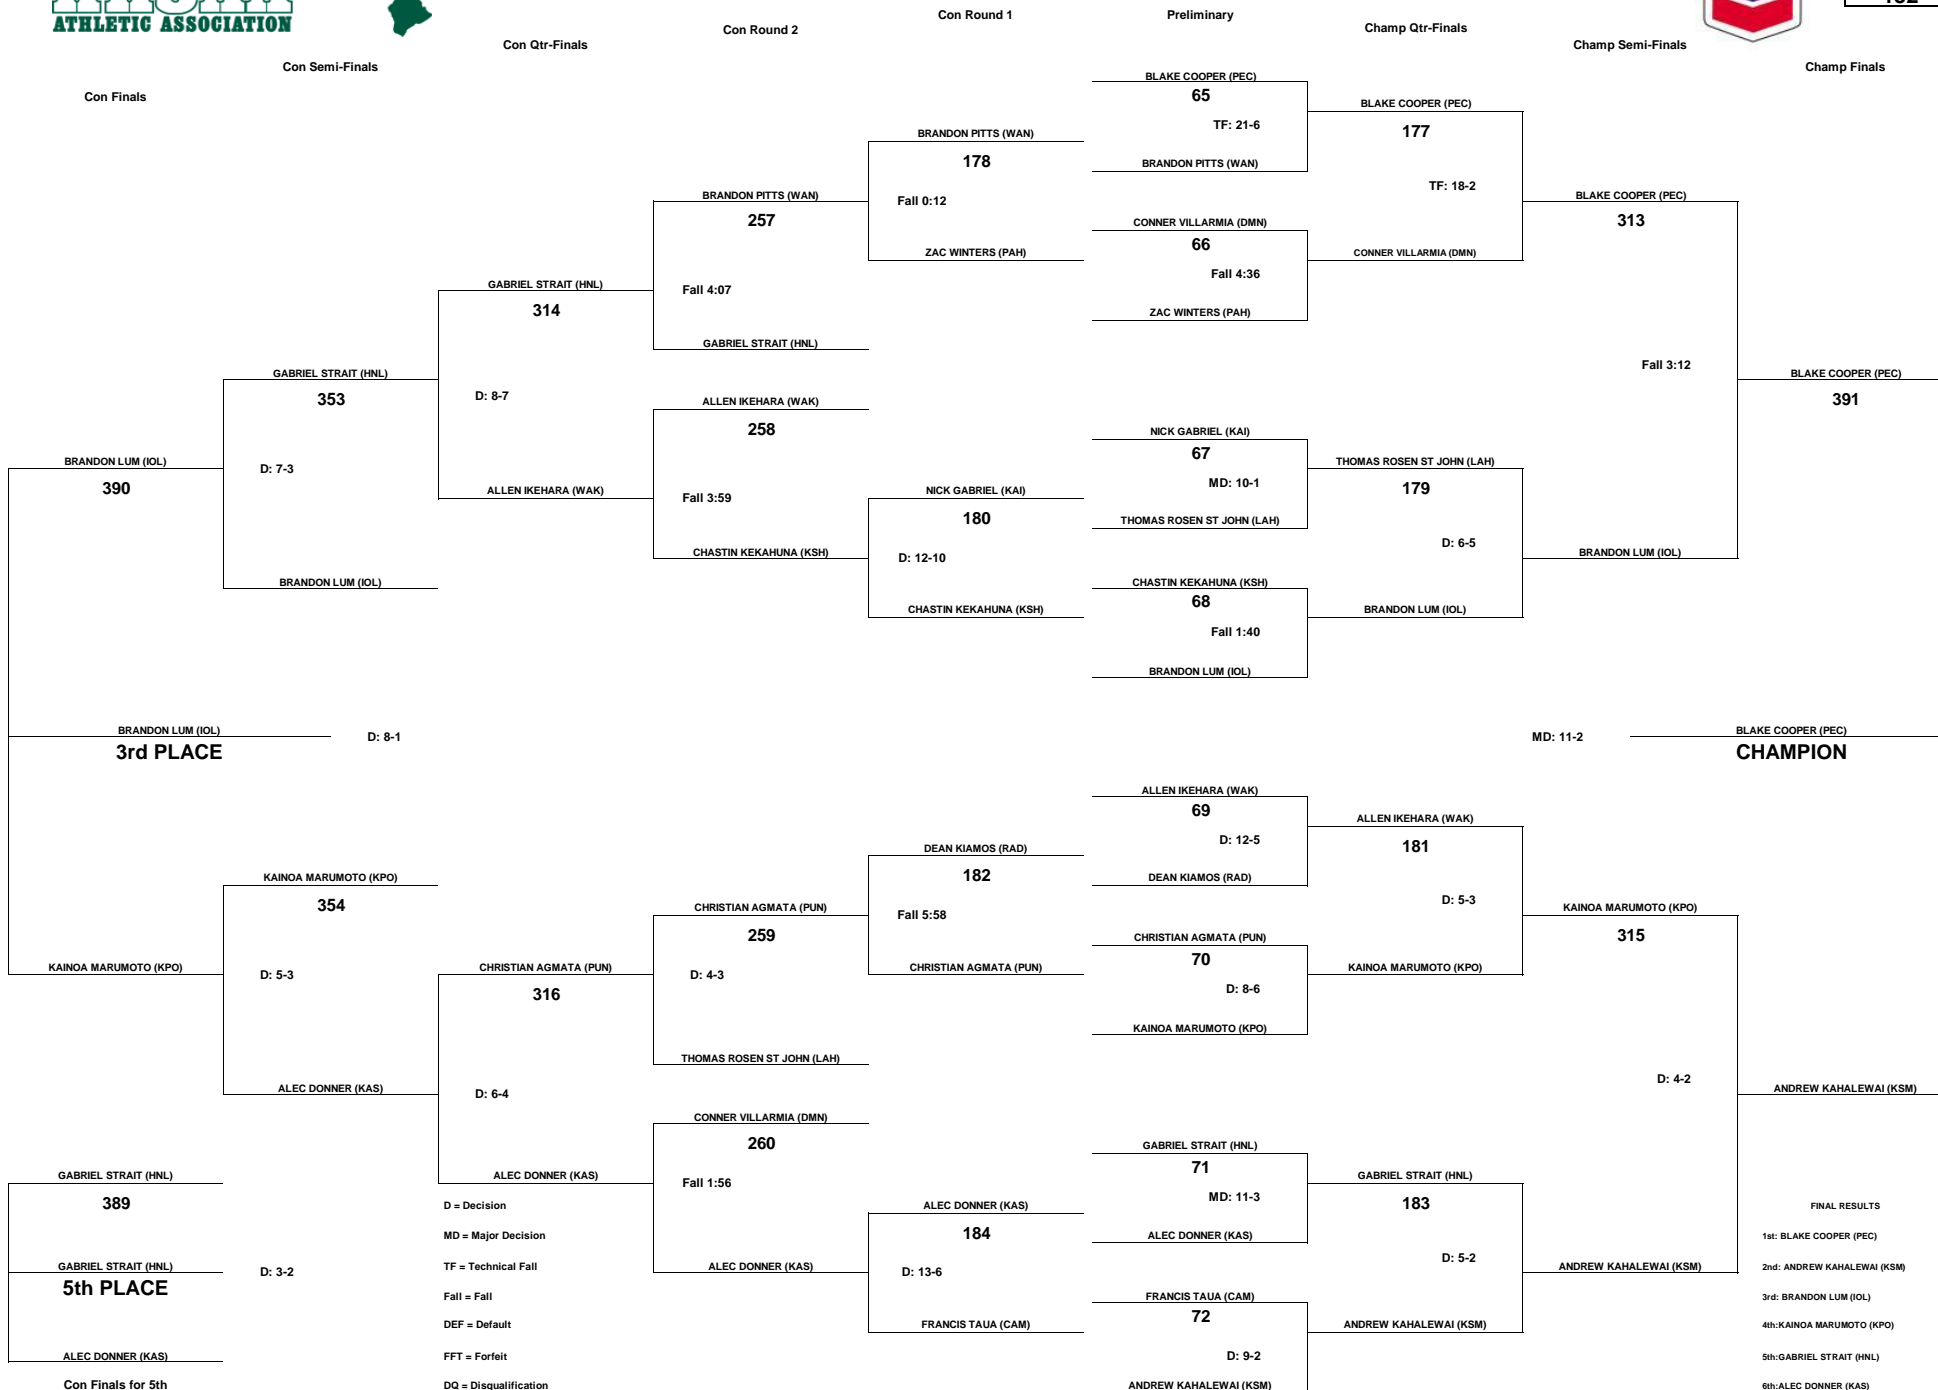 ATHLETIC ASSOCIATION
Con Finals
Con Semi-Finals
Con Qtr-Finals
Con Round 2
Con Round 1
Preliminary
Champ Qtr-Finals
Champ Semi-Finals
Champ Finals
BLAKE COOPER (PEC)
65
TF: 21-6
BRANDON PITTS (WAN)
CONNER VILLARMIA (DMN)
66
Fall 4:36
ZAC WINTERS (PAH)
NICK GABRIEL (KAI)
67
MD: 10-1
THOMAS ROSEN ST JOHN (LAH)
CHASTIN KEKAHUNA (KSH)
68
Fall 1:40
BRANDON LUM (IOL)
ALLEN IKEHARA (WAK)
69
D: 12-5
DEAN KIAMOS (RAD)
CHRISTIAN AGMATA (PUN)
70
D: 8-6
KAINOA MARUMOTO (KPO)
GABRIEL STRAIT (HNL)
71
MD: 11-3
ALEC DONNER (KAS)
FRANCIS TAUA (CAM)
72
D: 9-2
ANDREW KAHALEWAI (KSM)
BLAKE COOPER (PEC)
177
TF: 18-2
CONNER VILLARMIA (DMN)
THOMAS ROSEN ST JOHN (LAH)
179
D: 6-5
BRANDON LUM (IOL)
ALLEN IKEHARA (WAK)
181
D: 5-3
KAINOA MARUMOTO (KPO)
GABRIEL STRAIT (HNL)
183
D: 5-2
ANDREW KAHALEWAI (KSM)
BLAKE COOPER (PEC)
313
Fall 3:12
BRANDON LUM (IOL)
KAINOA MARUMOTO (KPO)
315
D: 4-2
ANDREW KAHALEWAI (KSM)
BLAKE COOPER (PEC)
391
MD: 11-2
BLAKE COOPER (PEC)
CHAMPION
ANDREW KAHALEWAI (KSM)
BRANDON PITTS (WAN)
178
Fall 0:12
ZAC WINTERS (PAH)
NICK GABRIEL (KAI)
180
D: 12-10
CHASTIN KEKAHUNA (KSH)
DEAN KIAMOS (RAD)
182
Fall 5:58
CHRISTIAN AGMATA (PUN)
ALEC DONNER (KAS)
184
D: 13-6
FRANCIS TAUA (CAM)
BRANDON PITTS (WAN)
257
Fall 4:07
GABRIEL STRAIT (HNL)
ALLEN IKEHARA (WAK)
258
Fall 3:59
CHASTIN KEKAHUNA (KSH)
CHRISTIAN AGMATA (PUN)
259
D: 4-3
THOMAS ROSEN ST JOHN (LAH)
CONNER VILLARMIA (DMN)
260
Fall 1:56
ALEC DONNER (KAS)
GABRIEL STRAIT (HNL)
314
D: 8-7
ALLEN IKEHARA (WAK)
CHRISTIAN AGMATA (PUN)
316
D: 6-4
ALEC DONNER (KAS)
GABRIEL STRAIT (HNL)
353
D: 7-3
BRANDON LUM (IOL)
KAINOA MARUMOTO (KPO)
354
D: 5-3
ALEC DONNER (KAS)
BRANDON LUM (IOL)
390
BRANDON LUM (IOL)
3rd PLACE
D: 8-1
KAINOA MARUMOTO (KPO)
GABRIEL STRAIT (HNL)
389
GABRIEL STRAIT (HNL)
5th PLACE
D: 3-2
ALEC DONNER (KAS)
Con Finals for 5th
D = Decision
MD = Major Decision
TF = Technical Fall
Fall = Fall
DEF = Default
FFT = Forfeit
DQ = Disqualification
FINAL RESULTS
1st: BLAKE COOPER (PEC)
2nd: ANDREW KAHALEWAI (KSM)
3rd: BRANDON LUM (IOL)
4th:KAINOA MARUMOTO (KPO)
5th:GABRIEL STRAIT (HNL)
6th:ALEC DONNER (KAS)